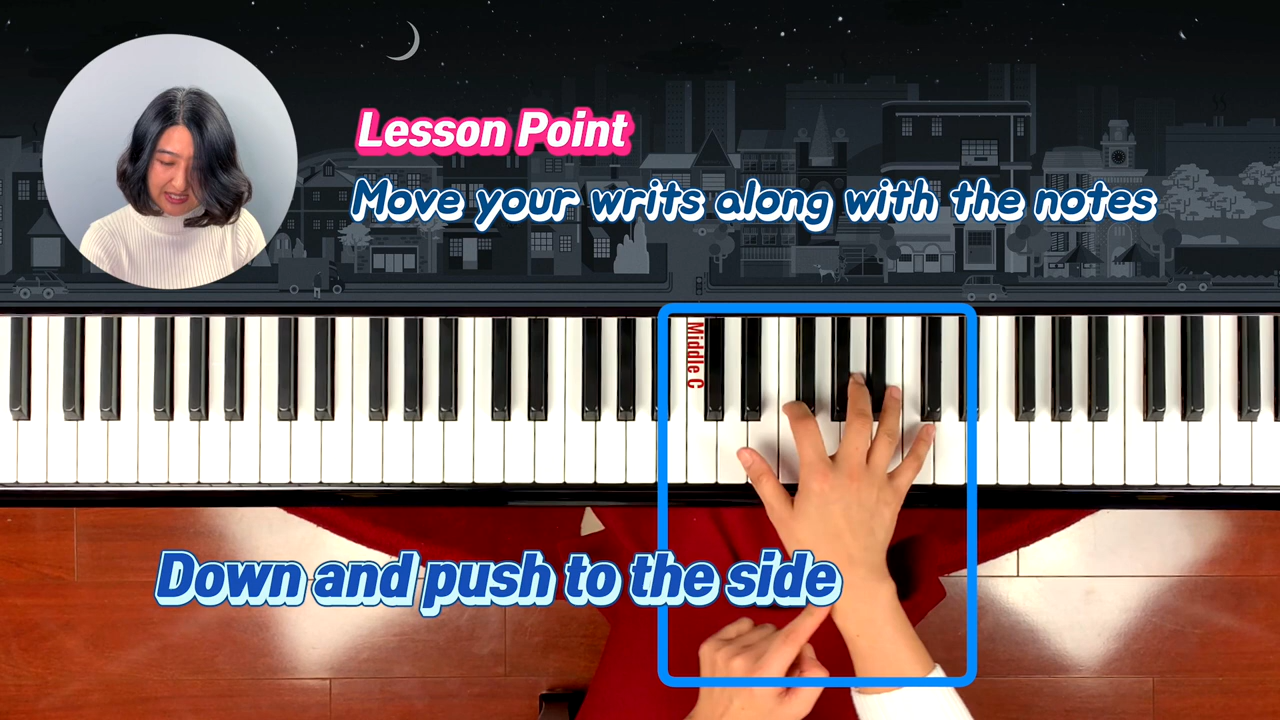 Lesson Point
Move your writs along with the notes
Middle C
Down and push to the side